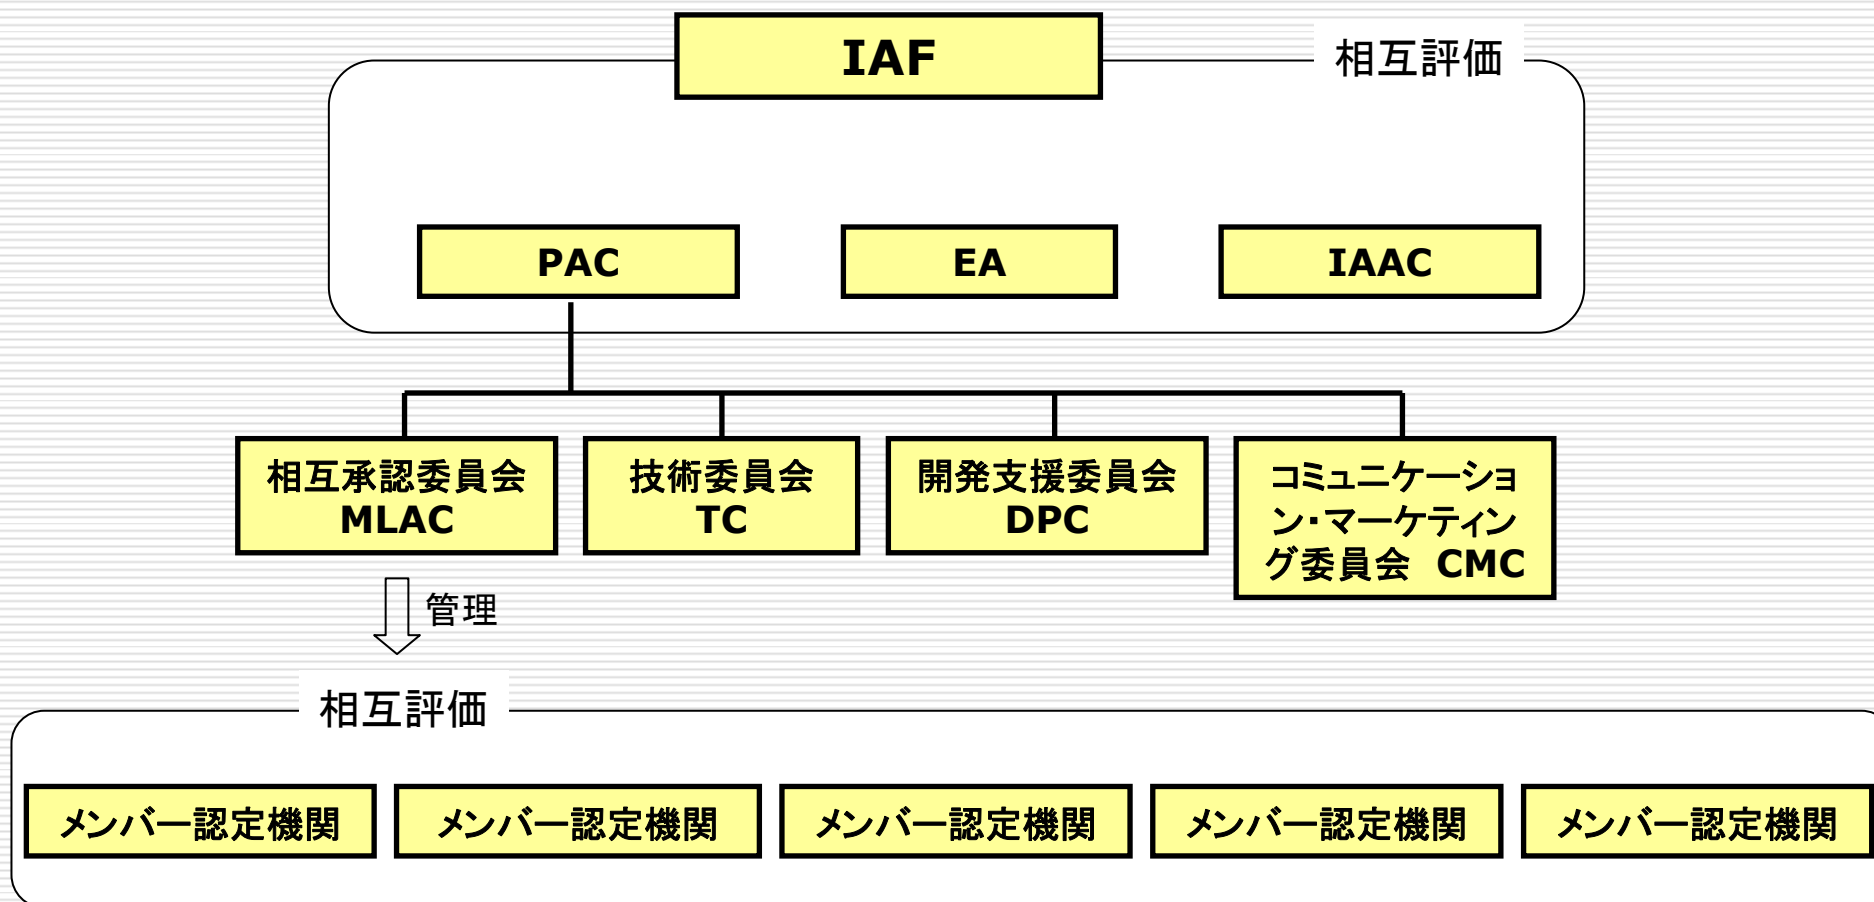 IAF
相互評価
PAC
EA
IAAC
相互承認委員会
MLAC
技術委員会
TC
開発支援委員会
DPC
コミュニケーショ
ン・マーケティン
グ委員会 CMC
管理
相互評価
メンバー認定機関
メンバー認定機関
メンバー認定機関
メンバー認定機関
メンバー認定機関